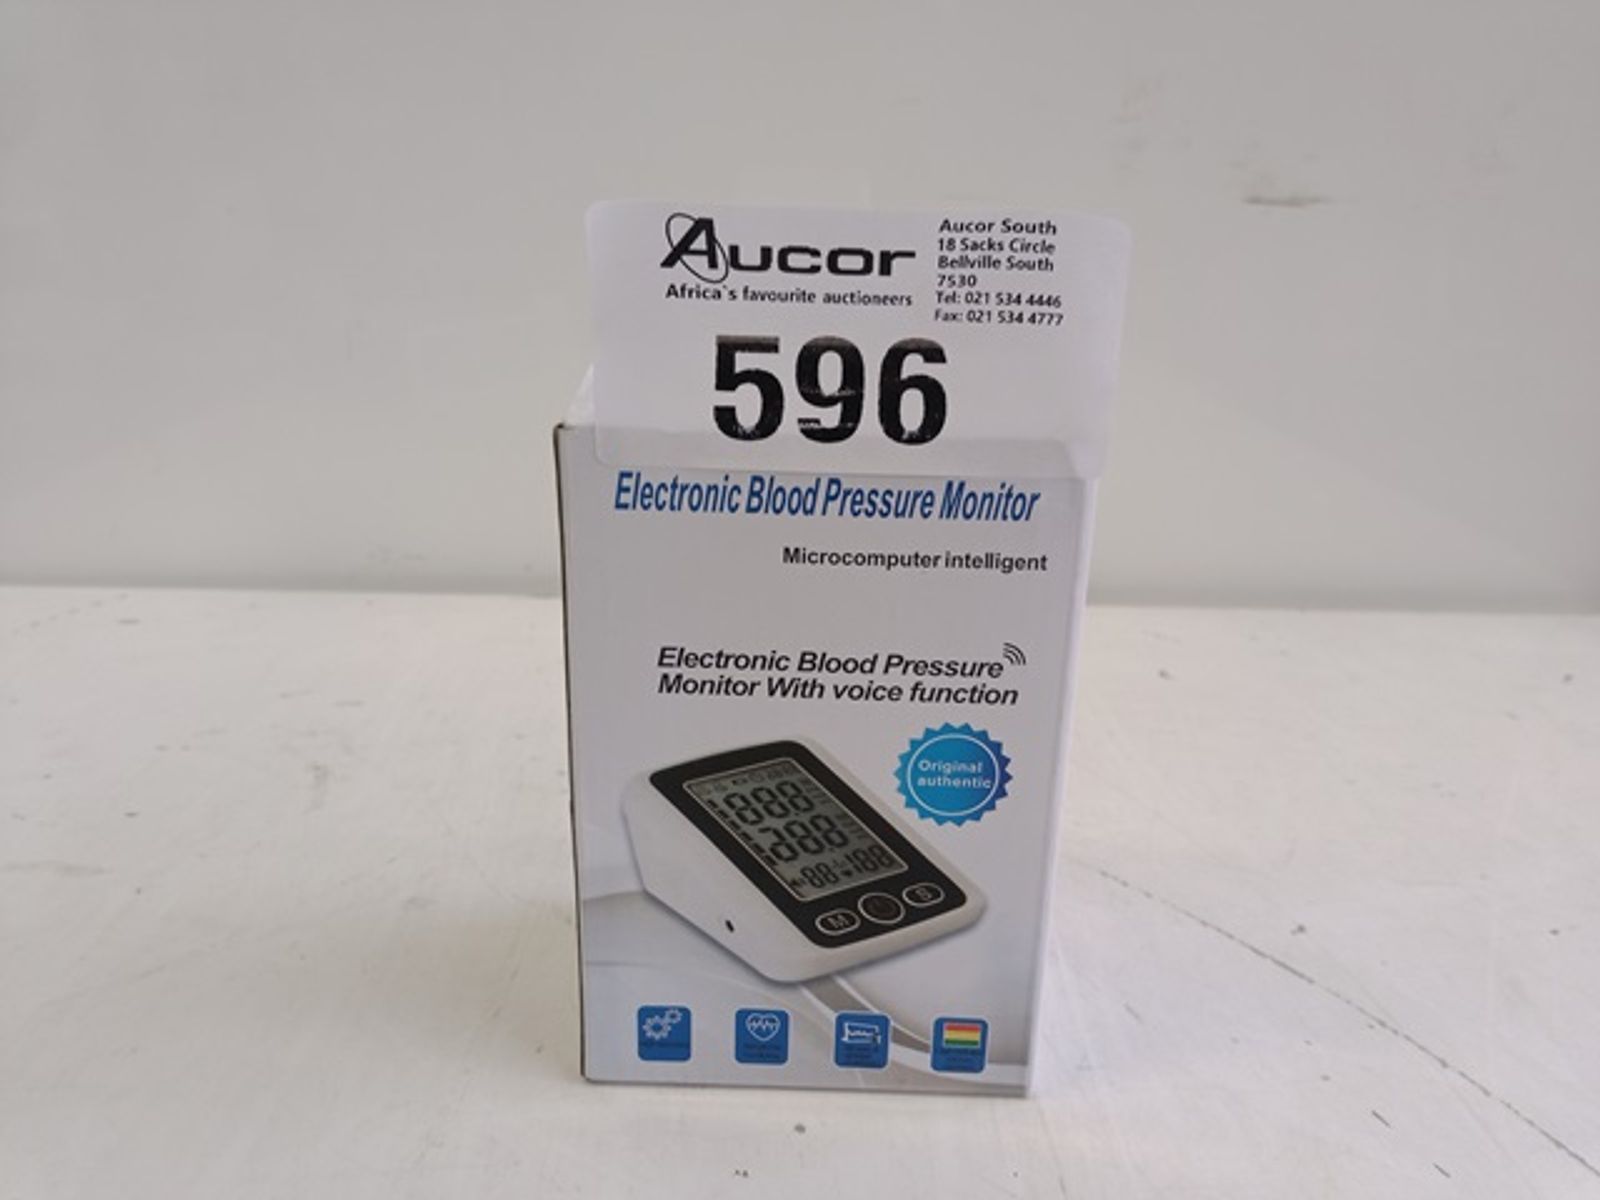 Aucor
Africa's favourite auctioneers
Aucor South
18 Sacks Circle
Bellville South
7530
Tel: 021 534 4446
Fax: 021 534 4777
596
Electronic Blood Pressure Monitor
Microcomputer intelligent
Electronic Blood Pressure
Monitor With voice function
Original
authentic
M
S